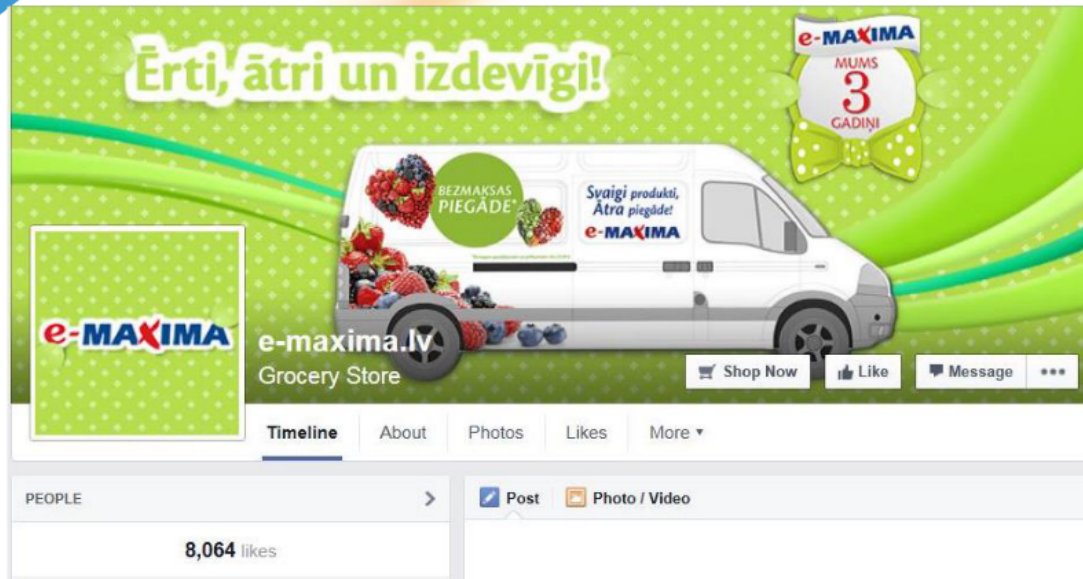 Ērti, ātri un izdevīgi!
e-MAXIMA
MUMS
3
GADIŅI
BEZMAKSAS
PIEGĀDE*
Svaigi produkti,
Ātra piegāde!
e-MAXIMA
e-MAXIMA
e-maxima.lv
Grocery Store
Shop Now
Like
Message
Timeline
About
Photos
Likes
More
PEOPLE
8,064 likes
Post
Photo / Video